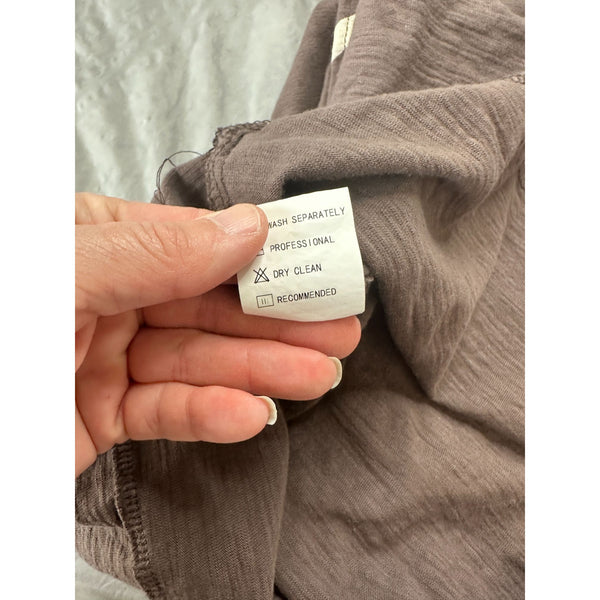 WASH SEPARATELY
PROFESSIONAL
DRY CLEAN
RECOMMENDED